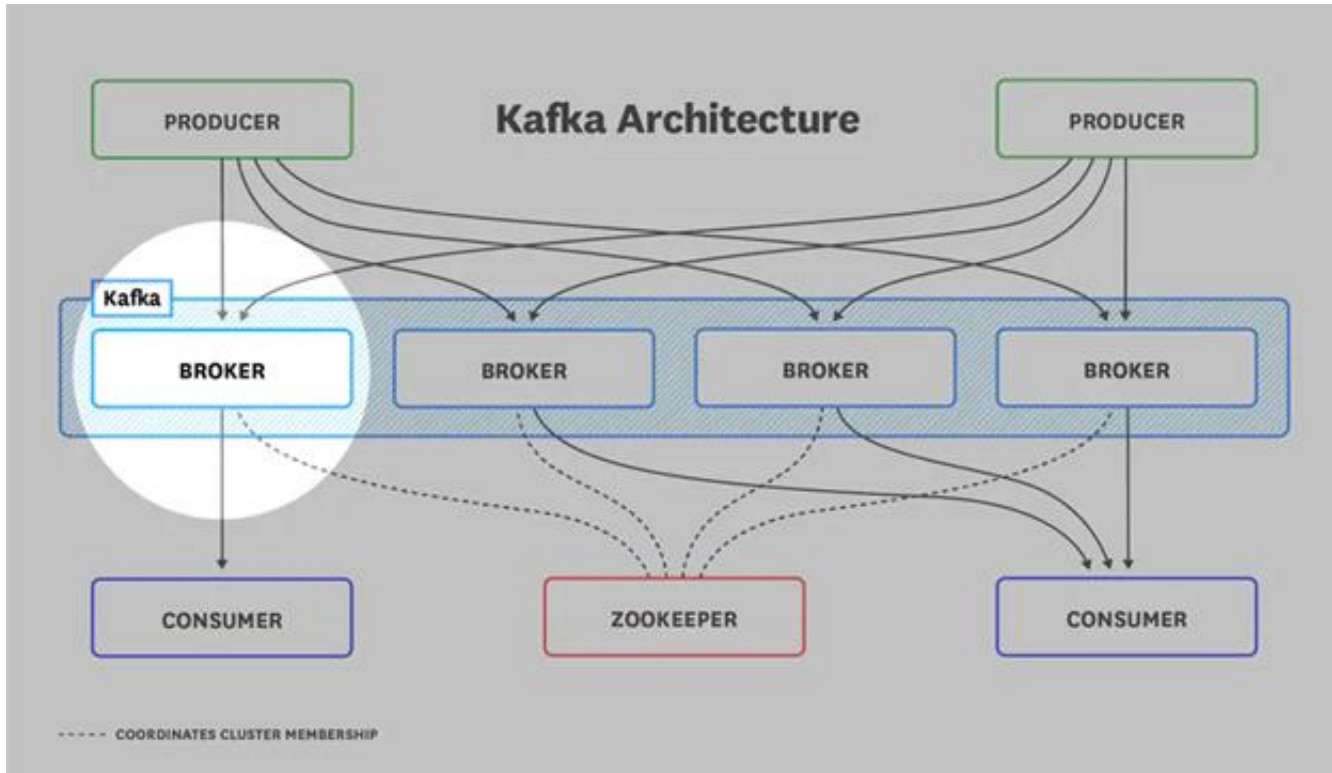 Kafka Architecture
PRODUCER
PRODUCER
Kafka
BROKER
BROKER
BROKER
BROKER
CONSUMER
ZOOKEEPER
CONSUMER
COORDINATES CLUSTER MEMBERSHIP